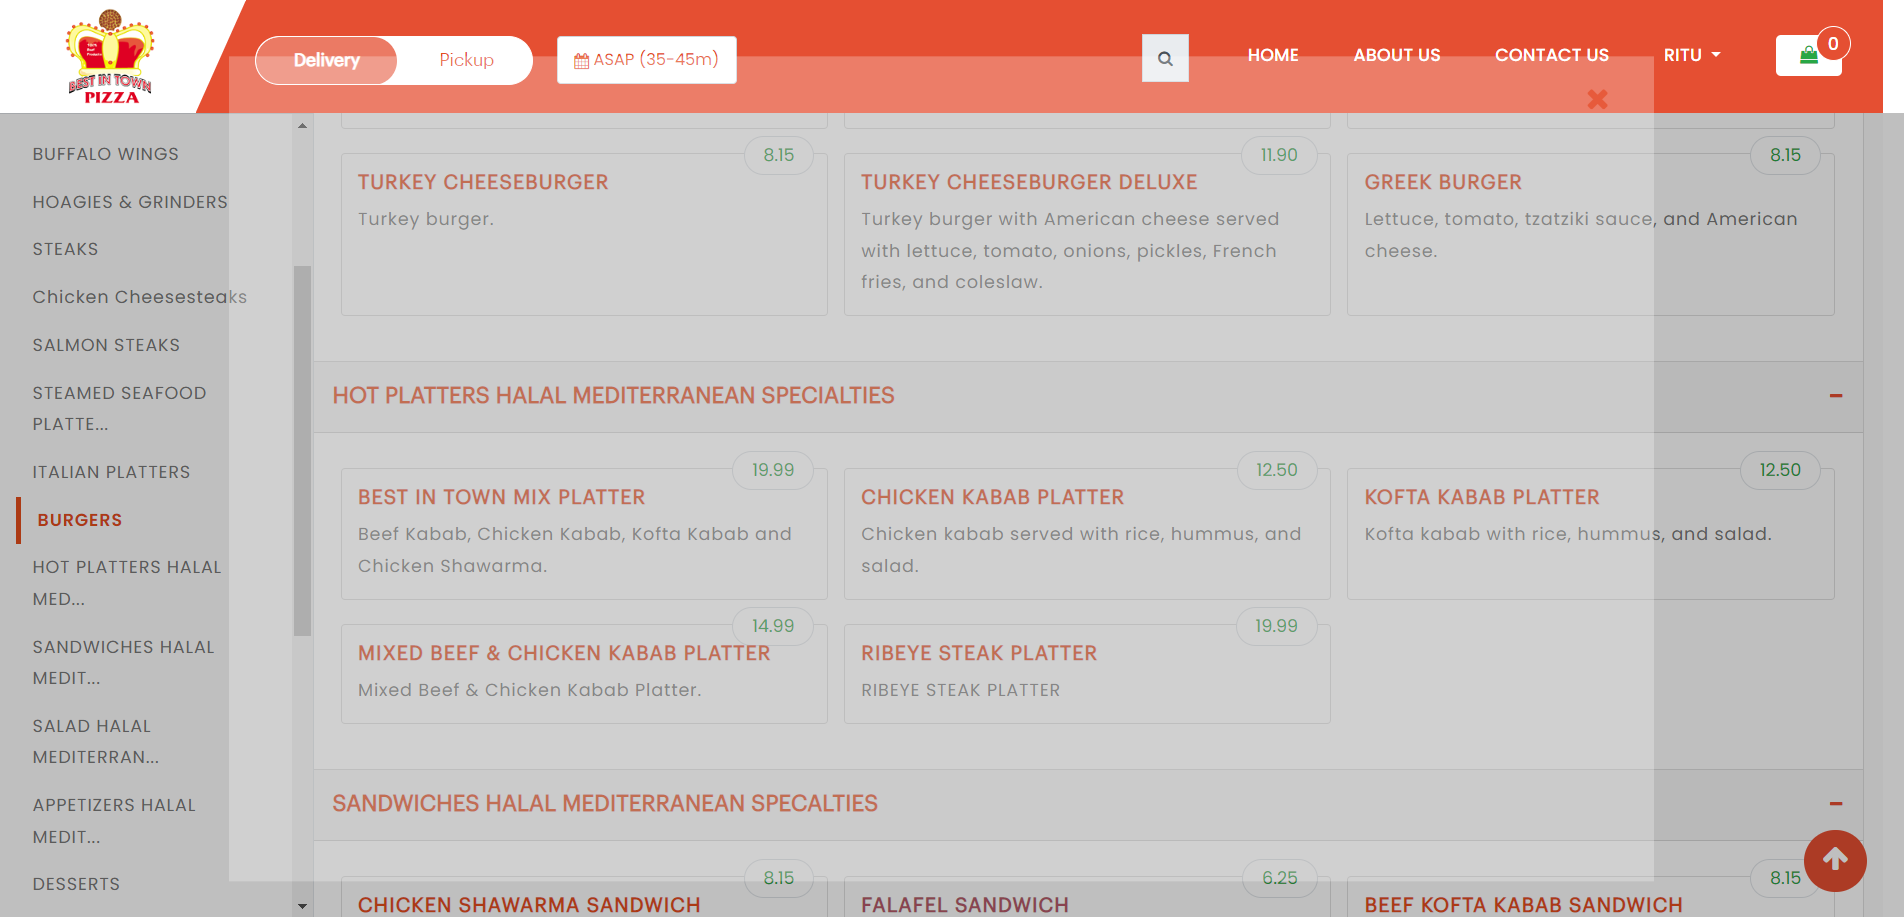 BEST IN TOWN
PIZZA
Delivery
Pickup
ASAP (35-45m)
HOME
ABOUT US
CONTACT US
RITU
0
BUFFALO WINGS
HOAGIES & GRINDERS
STEAKS
Chicken Cheesesteaks
SALMON STEAKS
STEAMED SEAFOOD
PLATTE...
ITALIAN PLATTERS
BURGERS
HOT PLATTERS HALAL
MED...
SANDWICHES HALAL
MEDIT...
SALAD HALAL
MEDITERRAN...
APPETIZERS HALAL
MEDIT...
DESSERTS
8.15
TURKEY CHEESEBURGER
Turkey burger.
11.90
TURKEY CHEESEBURGER DELUXE
Turkey burger with American cheese served
with lettuce, tomato, onions, pickles, French
fries, and coleslaw.
8.15
GREEK BURGER
Lettuce, tomato, tzatziki sauce, and American
cheese.
HOT PLATTERS HALAL MEDITERRANEAN SPECIALTIES
19.99
BEST IN TOWN MIX PLATTER
Beef Kabab, Chicken Kabab, Kofta Kabab and
Chicken Shawarma.
12.50
CHICKEN KABAB PLATTER
Chicken kabab served with rice, hummus, and
salad.
12.50
KOFTA KABAB PLATTER
Kofta kabab with rice, hummus, and salad.
14.99
MIXED BEEF & CHICKEN KABAB PLATTER
Mixed Beef & Chicken Kabab Platter.
19.99
RIBEYE STEAK PLATTER
RIBEYE STEAK PLATTER
SANDWICHES HALAL MEDITERRANEAN SPECALTIES
8.15
CHICKEN SHAWARMA SANDWICH
6.25
FALAFEL SANDWICH
8.15
BEEF KOFTA KABAB SANDWICH